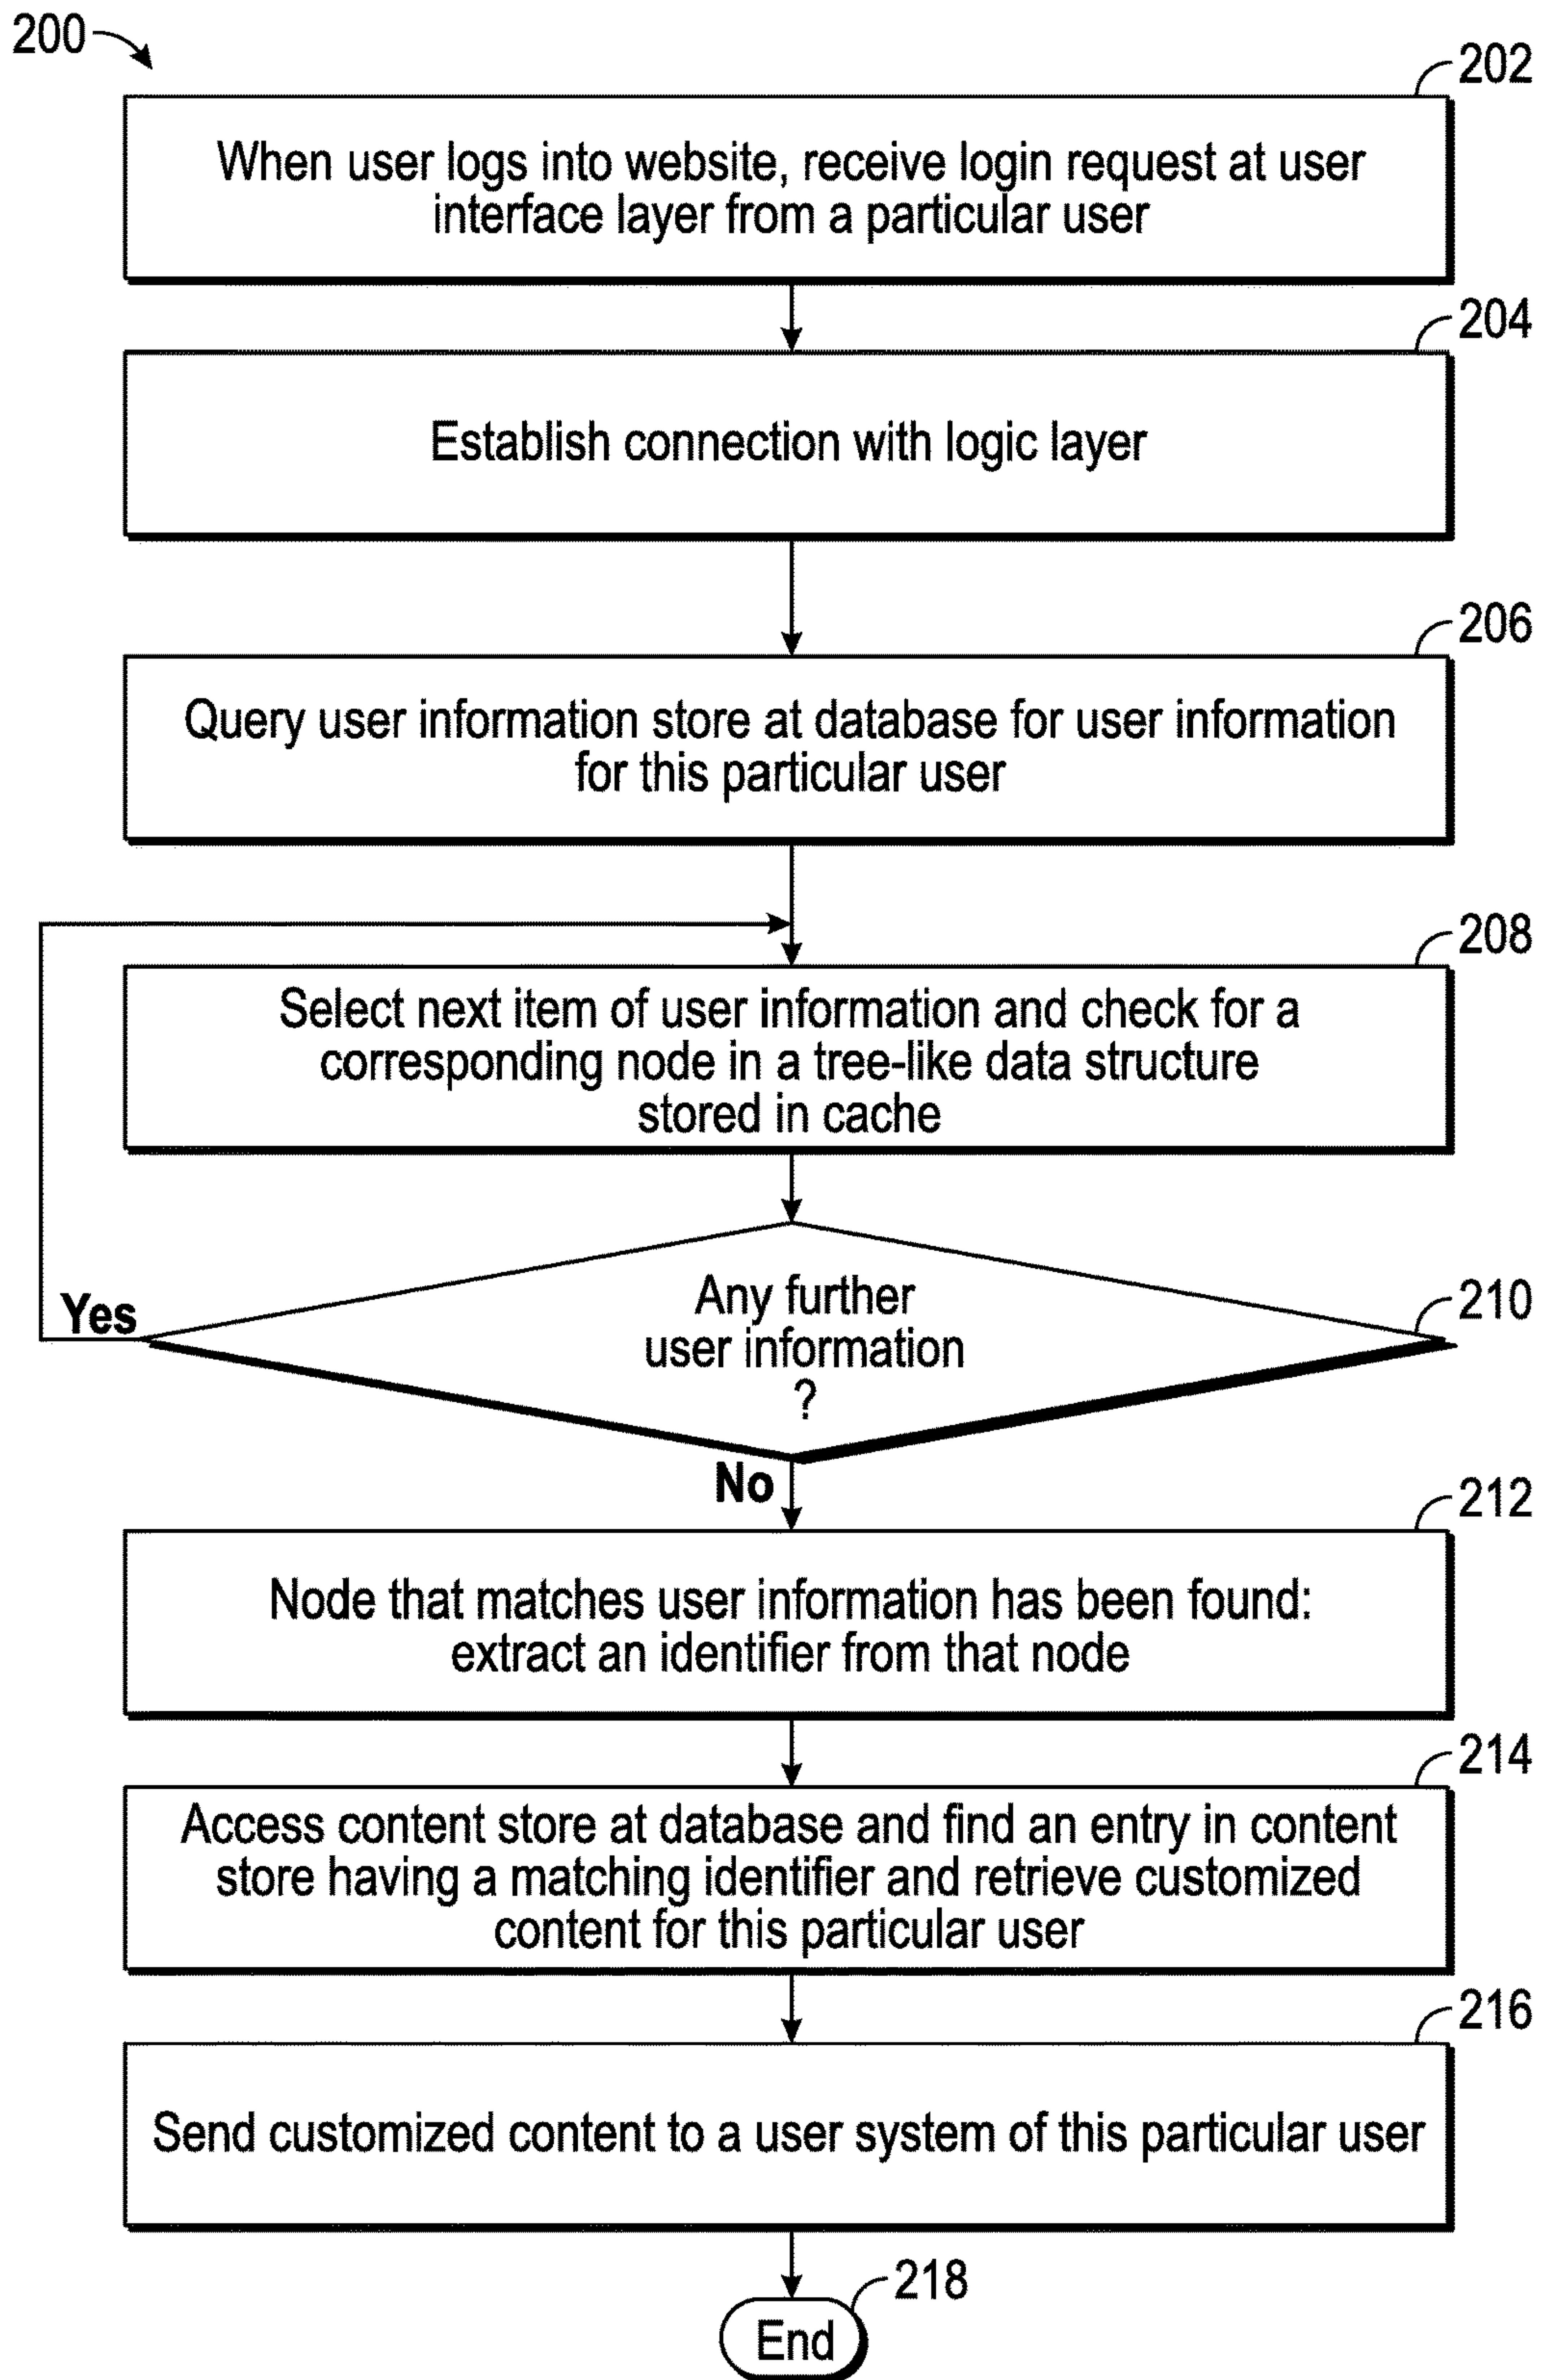 200
202
When user logs into website, receive login request at user
interface layer from a particular user
204
Establish connection with logic layer
206
Query user information store at database for user information
for this particular user
208
Select next item of user information and check for a
corresponding node in a tree-like data structure
stored in cache
Yes
Any further
user information
?
210
No
212
Node that matches user information has been found:
extract an identifier from that node
214
Access content store at database and find an entry in content
store having a matching identifier and retrieve customized
content for this particular user
216
Send customized content to a user system of this particular user
218
End